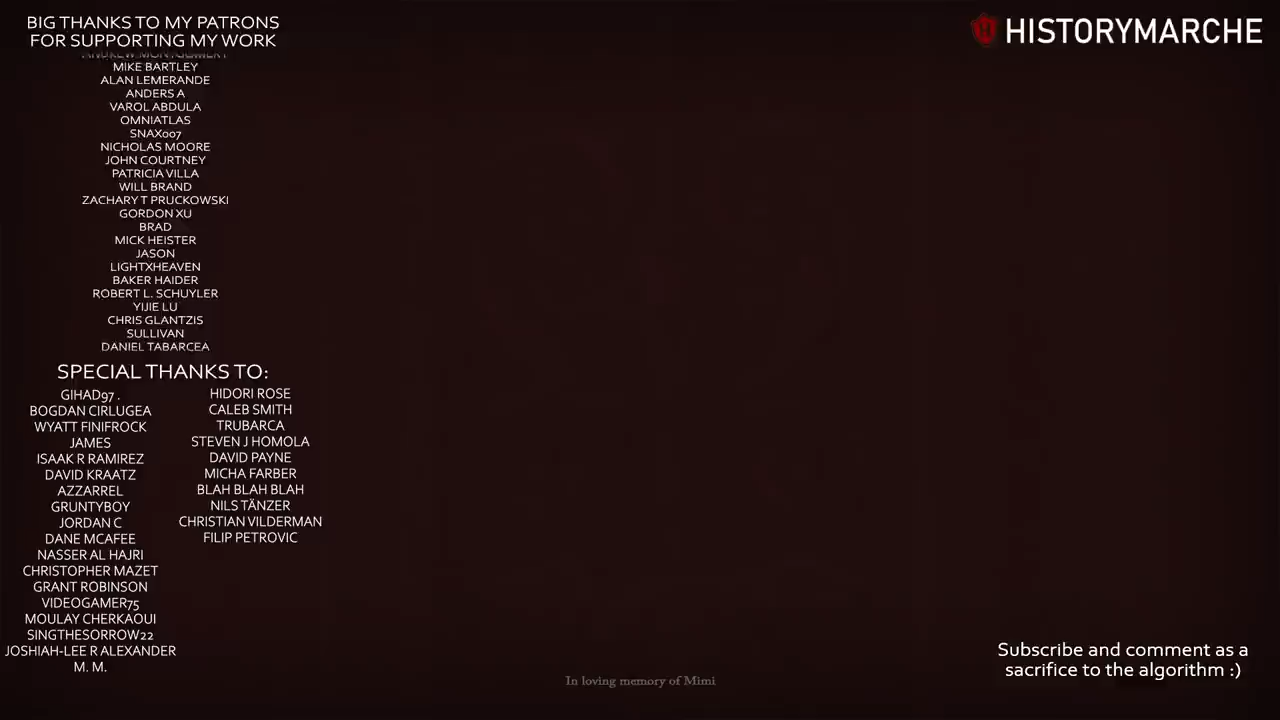 BIG THANKS TO MY PATRONS
FOR SUPPORTING MY WORK
MIKE BARTLEY
ALAN LEMERANDE
ANDERS A
VAROL ABDULA
OMNIATLAS
SNAX007
NICHOLAS MOORE
JOHN COURTNEY
PATRICIA VILLA
WILL BRAND
ZACHARY T PRUCKOWSKI
GORDON XU
BRAD
MICK HEISTER
JASON
LIGHTXHEAVEN
BAKER HAIDER
ROBERT L. SCHUYLER
YIJIE LU
CHRIS GLANTZIS
SULLIVAN
DANIEL TABARCEA
SPECIAL THANKS TO:
GIHAD97 .
BOGDAN CIRLUGEA
WYATT FINIFROCK
JAMES
ISAAK R RAMIREZ
DAVID KRAATZ
AZZARREL
GRUNTYBOY
JORDAN C
DANE MCAFEE
NASSER AL HAJRI
CHRISTOPHER MAZET
GRANT ROBINSON
VIDEOGAMER75
MOULAY CHERKAOUI
SINGTHESORROW22
JOSHIAH-LEE R ALEXANDER
M. M.
HIDORI ROSE
CALEB SMITH
TRUBARCA
STEVEN J HOMOLA
DAVID PAYNE
MICHA FARBER
BLAH BLAH BLAH
NILS TÄNZER
CHRISTIAN VILDERMAN
FILIP PETROVIC
HISTORYMARCHE
Subscribe and comment as a
sacrifice to the algorithm :)
In loving memory of Mimi